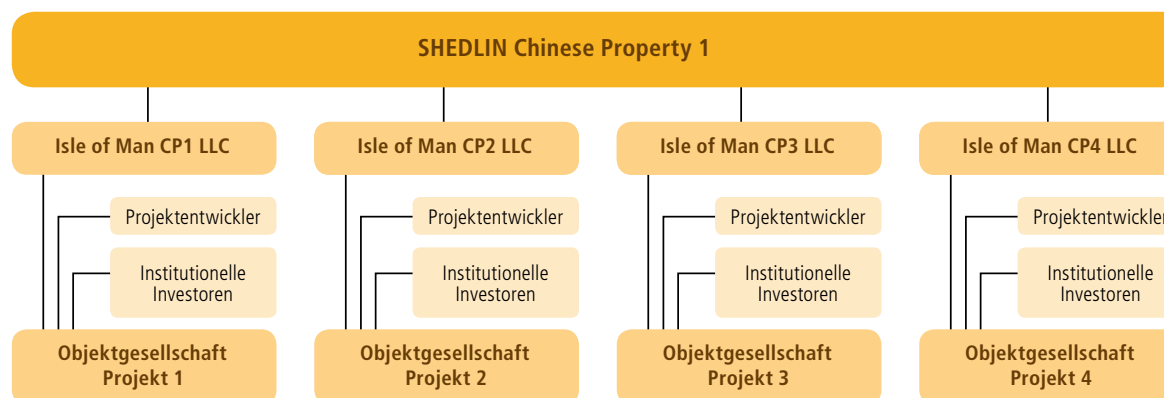 SHEDLIN Chinese Property 1
Isle of Man CP1 LLC
Isle of Man CP2 LLC
Isle of Man CP3 LLC
Isle of Man CP4 LLC
Projektentwickler
Projektentwickler
Projektentwickler
Projektentwickler
Institutionelle
Investoren
Institutionelle
Investoren
Institutionelle
Investoren
Institutionelle
Investoren
Objektgesellschaft
Projekt 1
Objektgesellschaft
Projekt 2
Objektgesellschaft
Projekt 3
Objektgesellschaft
Projekt 4